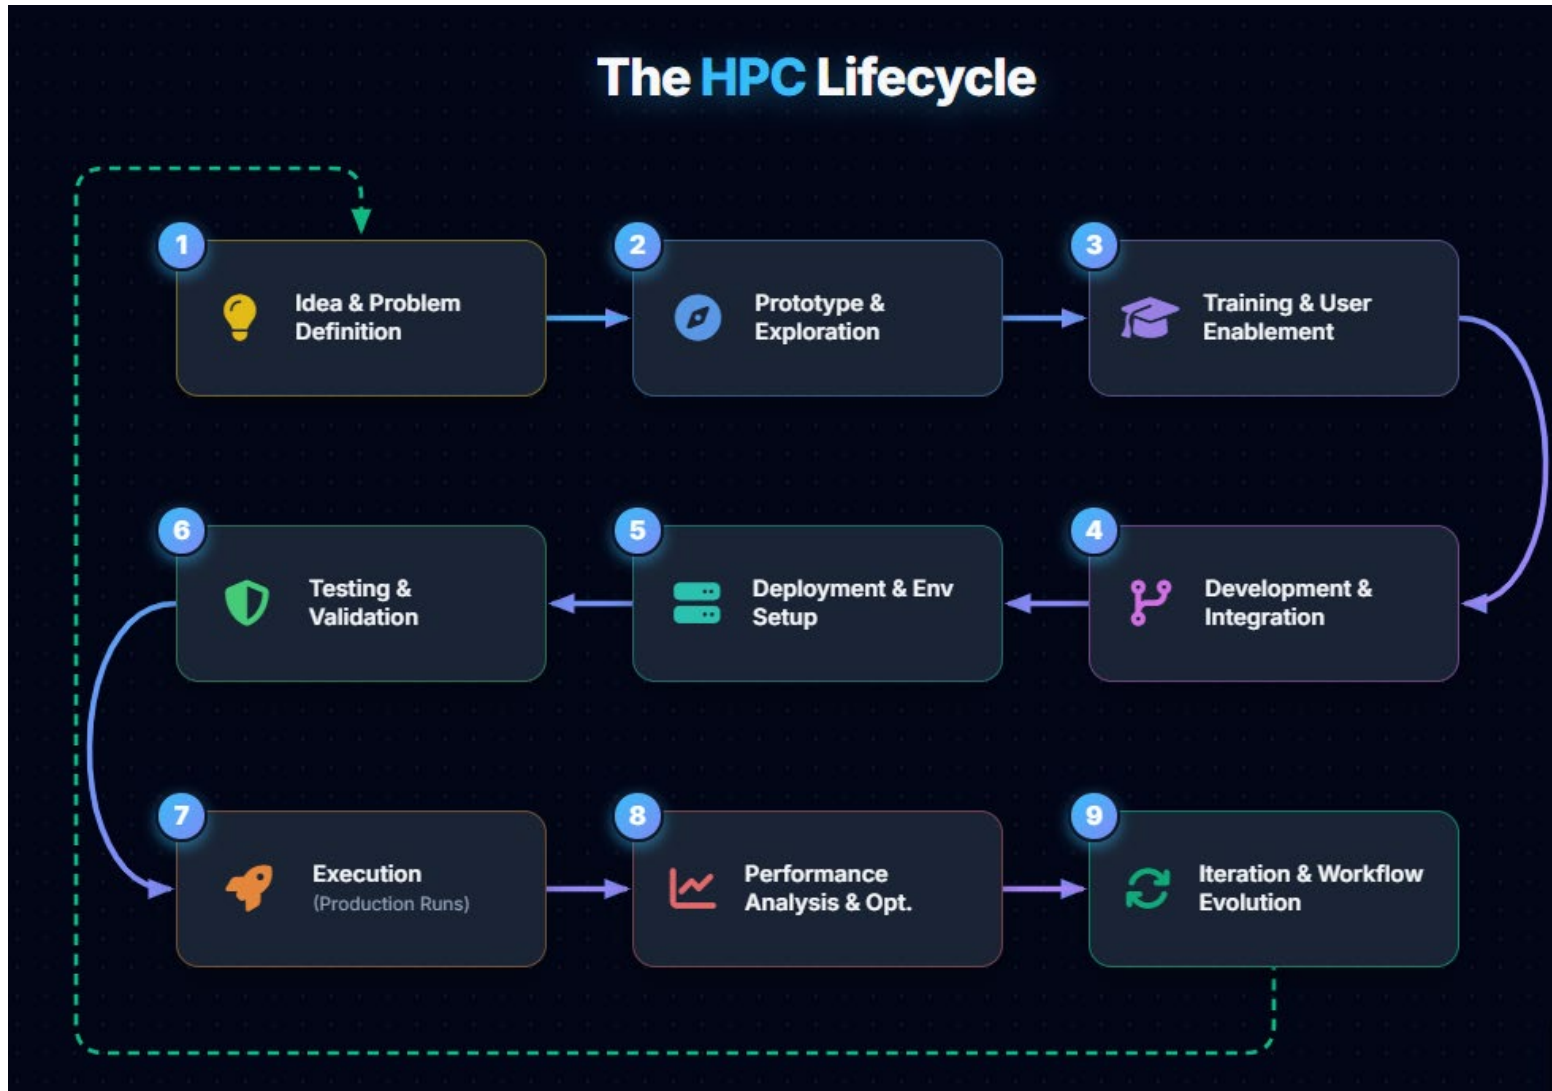 The HPC Lifecycle
1
Idea & Problem
Definition
2
Prototype &
Exploration
3
Training & User
Enablement
4
Development &
Integration
5
Deployment & Env
Setup
6
Testing &
Validation
7
Execution
(Production Runs)
8
Performance
Analysis & Opt.
9
Iteration & Workflow
Evolution